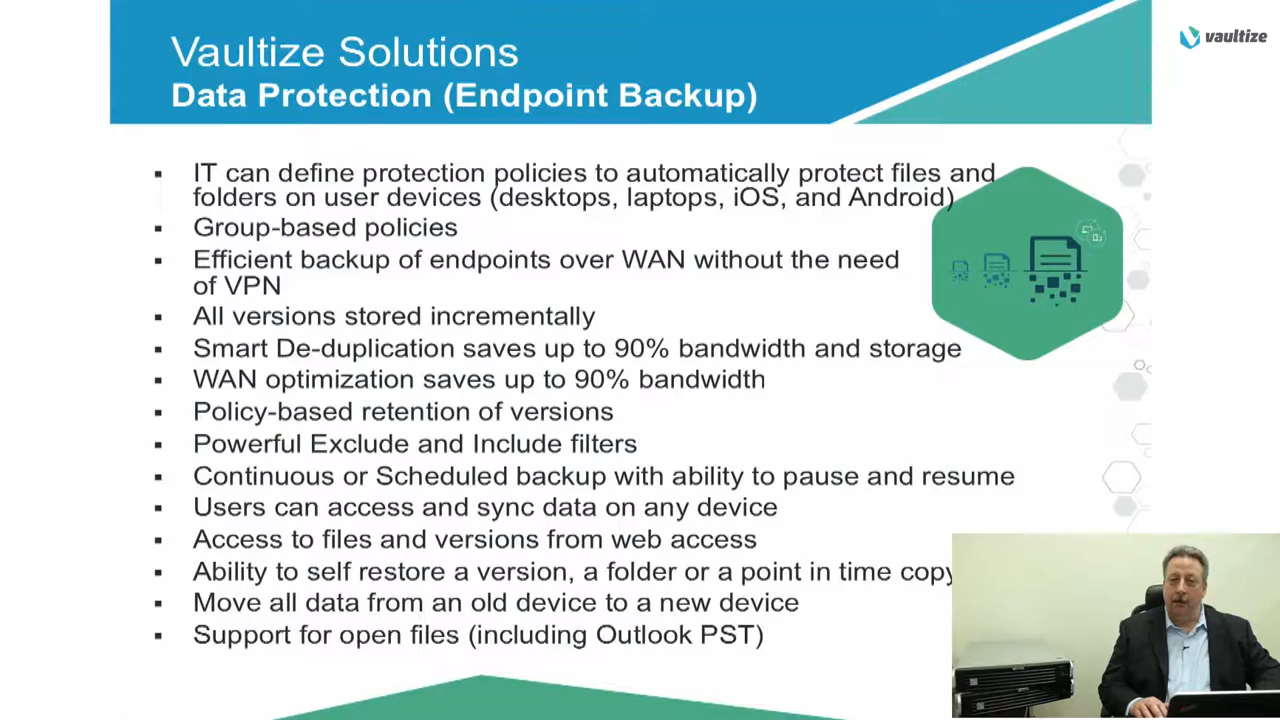 Vaultize Solutions
vaultize
Data Protection (Endpoint Backup)
▪ IT can define protection policies to automatically protect files and
folders on user devices (desktops, laptops, iOS, and Android)
▪ Group-based policies
▪ Efficient backup of endpoints over WAN without the need
of VPN
▪ All versions stored incrementally
▪ Smart De-duplication saves up to 90% bandwidth and storage
▪ WAN optimization saves up to 90% bandwidth
▪ Policy-based retention of versions
▪ Powerful Exclude and Include filters
▪ Continuous or Scheduled backup with ability to pause and resume
▪ Users can access and sync data on any device
▪ Access to files and versions from web access
▪ Ability to self restore a version, a folder or a point in time copy
▪ Move all data from an old device to a new device
▪ Support for open files (including Outlook PST)